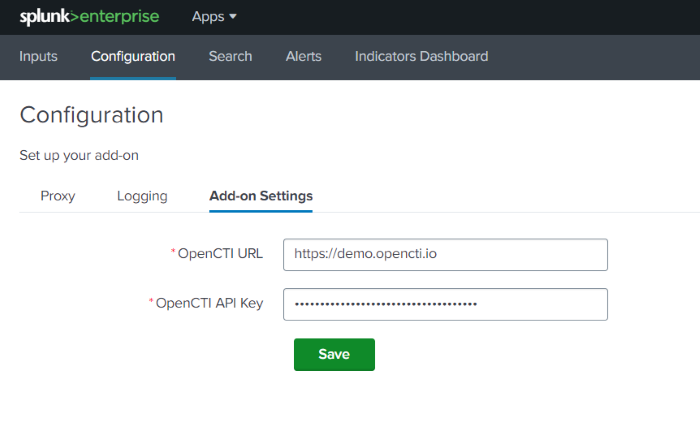 splunk>enterprise Apps
Inputs Configuration Search Alerts Indicators Dashboard
Configuration
Set up your add-on
Proxy Logging Add-on Settings
*OpenCTI URL https://demo.opencti.io
*OpenCTI API Key ••••••••••••••••••••••••••••••••••••
Save